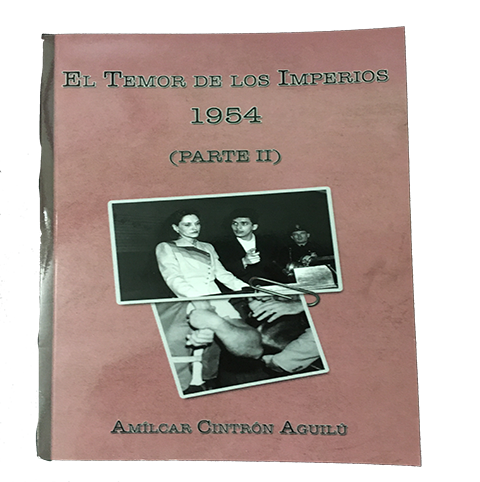 El Temor de los Imperios
1954
(Parte II)
Amílcar Cintrón Aguilú